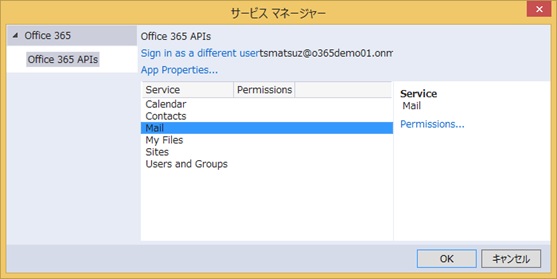 サービス マネージャー
Office 365
Office 365 APIs
Office 365 APIs
Sign in as a different usertsmatsuz@o365demo01.onm
App Properties...
Service Permissions
Calendar
Contacts
Mail
My Files
Sites
Users and Groups
Service
Mail
Permissions...
OK キャンセル